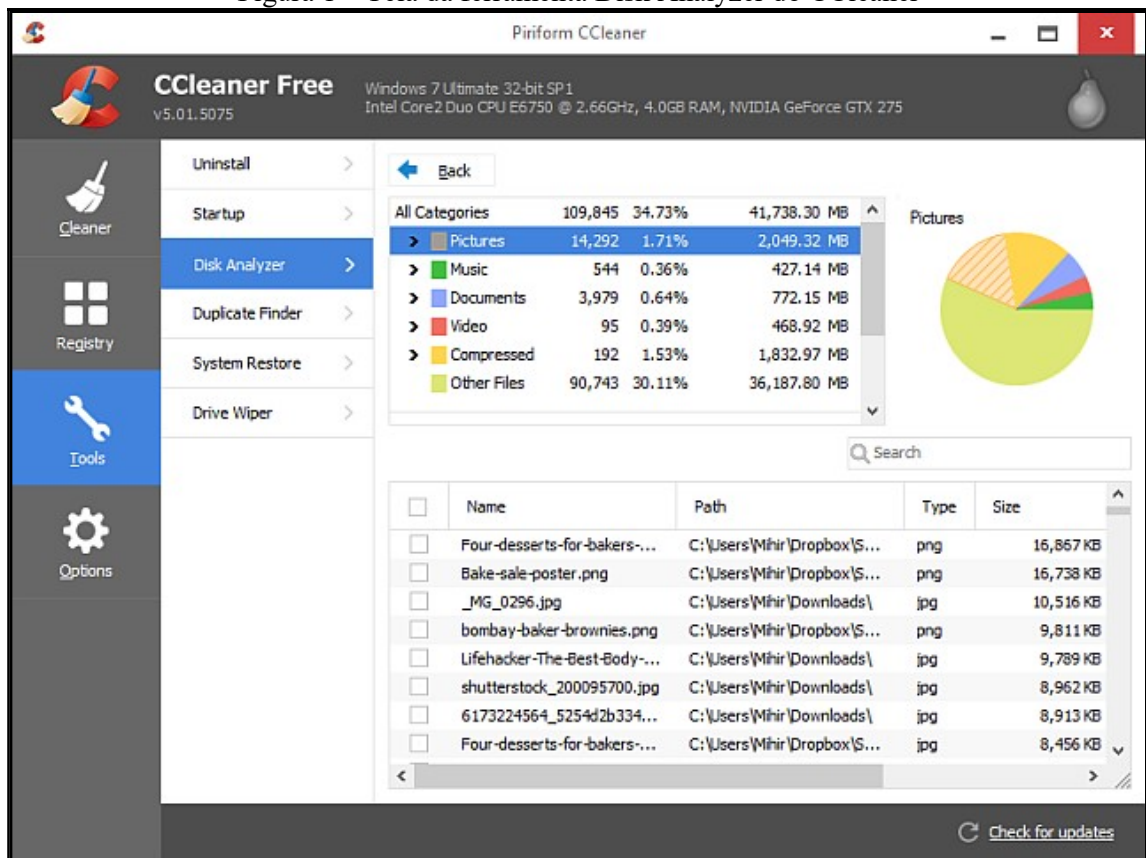 Piriform CCleaner
CCleaner Free
v5.01.5075
Windows 7 Ultimate 32-bit SP1
Intel Core2 Duo CPU E6750 @ 2.66GHz, 4.0GB RAM, NVIDIA GeForce GTX 275
Cleaner
Registry
Tools
Options
Uninstall
Startup
Disk Analyzer
Duplicate Finder
System Restore
Drive Wiper
Back
All Categories 109,845 34.73% 41,738.30 MB
Pictures 14,292 1.71% 2,049.32 MB
Music 544 0.36% 427.14 MB
Documents 3,979 0.64% 772.15 MB
Video 95 0.39% 468.92 MB
Compressed 192 1.53% 1,832.97 MB
Other Files 90,743 30.11% 36,187.80 MB
Pictures
Search
Name Path Type Size
Four-desserts-for-bakers-... C:\Users\Mihir\Dropbox\S... png 16,867 KB
Bake-sale-poster.png C:\Users\Mihir\Dropbox\S... png 16,738 KB
_MG_0296.jpg C:\Users\Mihir\Downloads\ jpg 10,516 KB
bombay-baker-brownies.png C:\Users\Mihir\Dropbox\S... png 9,811 KB
Lifehacker-The-Best-Body-... C:\Users\Mihir\Downloads\ jpg 9,789 KB
shutterstock_200095700.jpg C:\Users\Mihir\Downloads\ jpg 8,962 KB
6173224564_5254d2b334... C:\Users\Mihir\Downloads\ jpg 8,913 KB
Four-desserts-for-bakers-... C:\Users\Mihir\Dropbox\S... jpg 8,456 KB
Check for updates